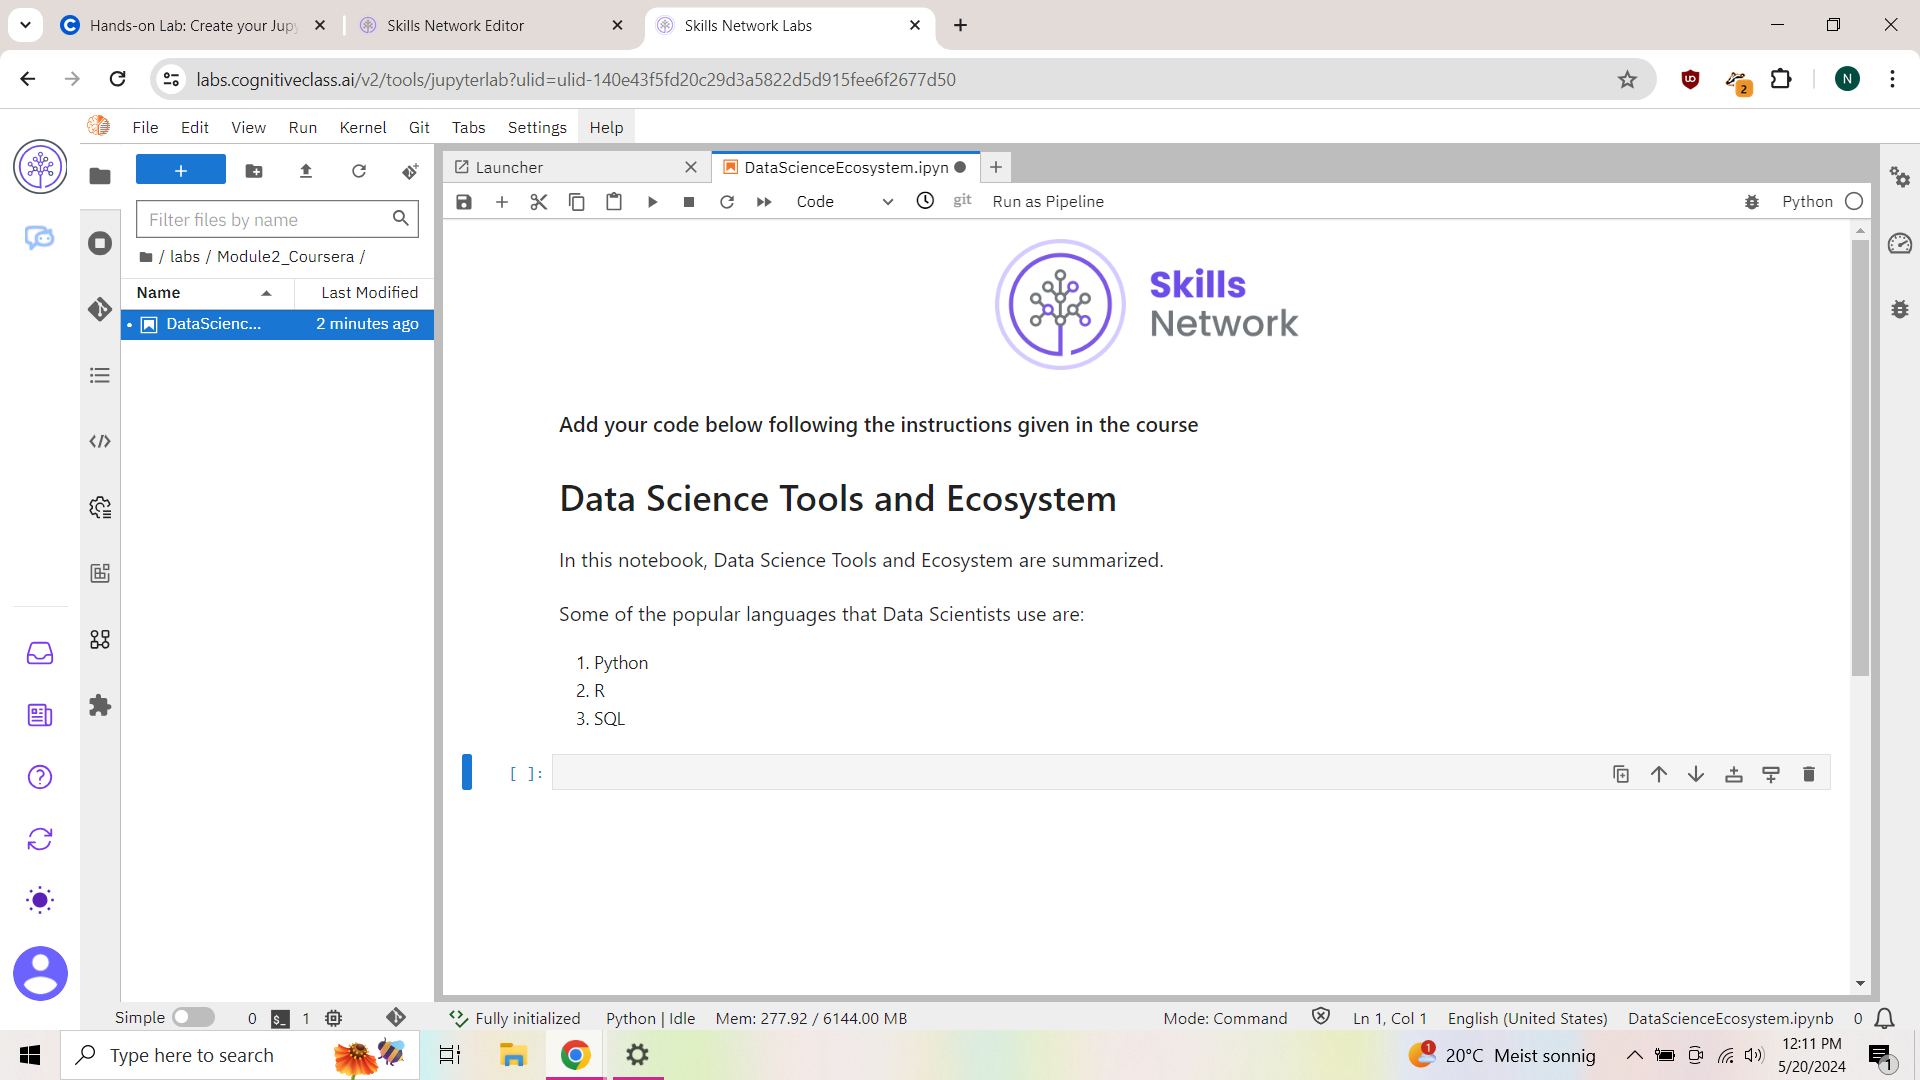 Hands-on Lab: Create your Jupy
Skills Network Editor
Skills Network Labs
labs.cognitiveclass.ai/v2/tools/jupyterlab?ulid=ulid-140e43f5fd20c29d3a5822d5d915fee6f2677d50
2
N
File Edit View Run Kernel Git Tabs Settings Help
Launcher
DataScienceEcosystem.ipyn
Filter files by name
Code
git
Run as Pipeline
Python
/ labs / Module2_Coursera /
Name
Last Modified
DataScienc...
2 minutes ago
Skills
Network
Add your code below following the instructions given in the course
Data Science Tools and Ecosystem
In this notebook, Data Science Tools and Ecosystem are summarized.
Some of the popular languages that Data Scientists use are:
1. Python
2. R
3. SQL
[ ]:
Simple
0
$_
1
Fully initialized
Python | Idle
Mem: 277.92 / 6144.00 MB
Mode: Command
Ln 1, Col 1
English (United States)
DataScienceEcosystem.ipynb
0
Type here to search
1
20°C Meist sonnig
12:11 PM
5/20/2024
1